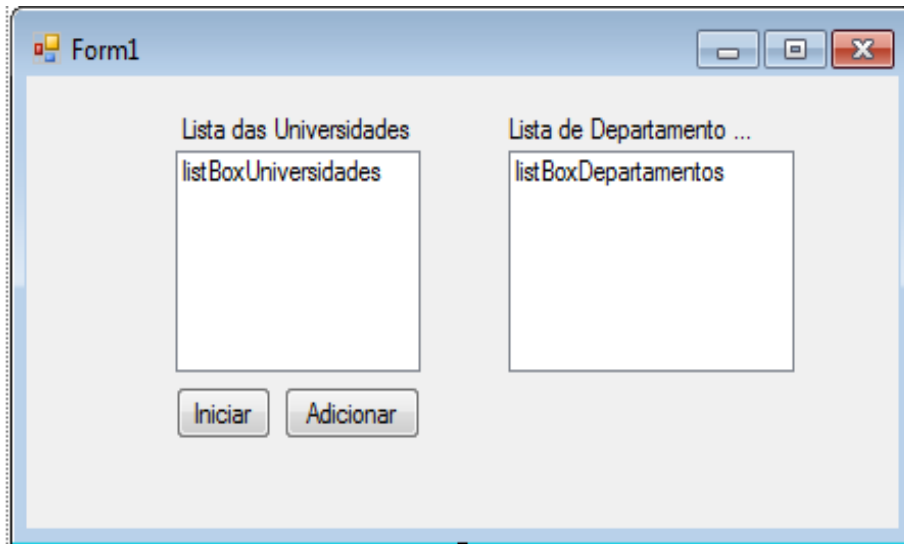 Form1
Lista das Universidades
Lista de Departamento ...
listBoxUniversidades
listBoxDepartamentos
Iniciar
Adicionar